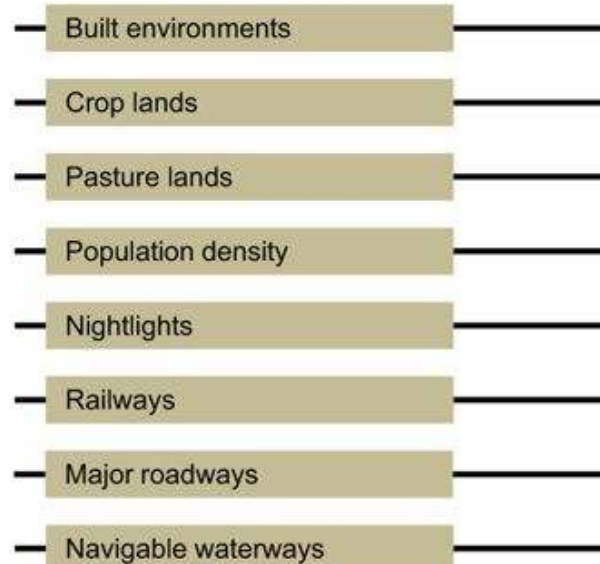 Built environments
Crop lands
Pasture lands
Population density
Nightlights
Railways
Major roadways
Navigable waterways